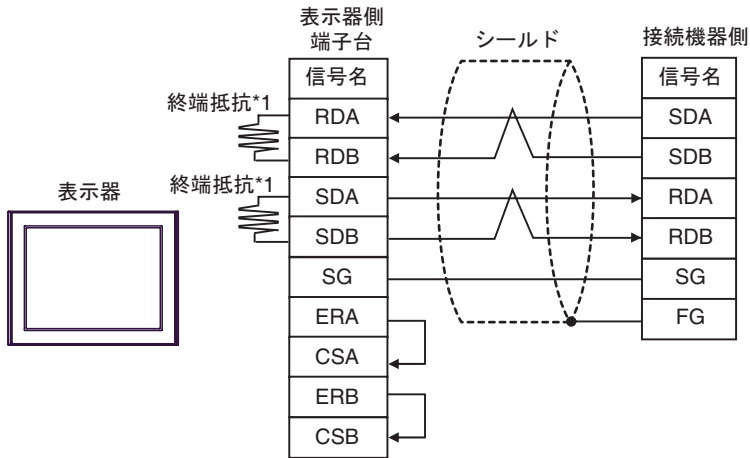 表示器側
端子台
シールド
接続機器側
信号名
信号名
終端抵抗*1
RDA
SDA
RDB
SDB
表示器
終端抵抗*1
SDA
RDA
SDB
RDB
SG
SG
ERA
FG
CSA
ERB
CSB